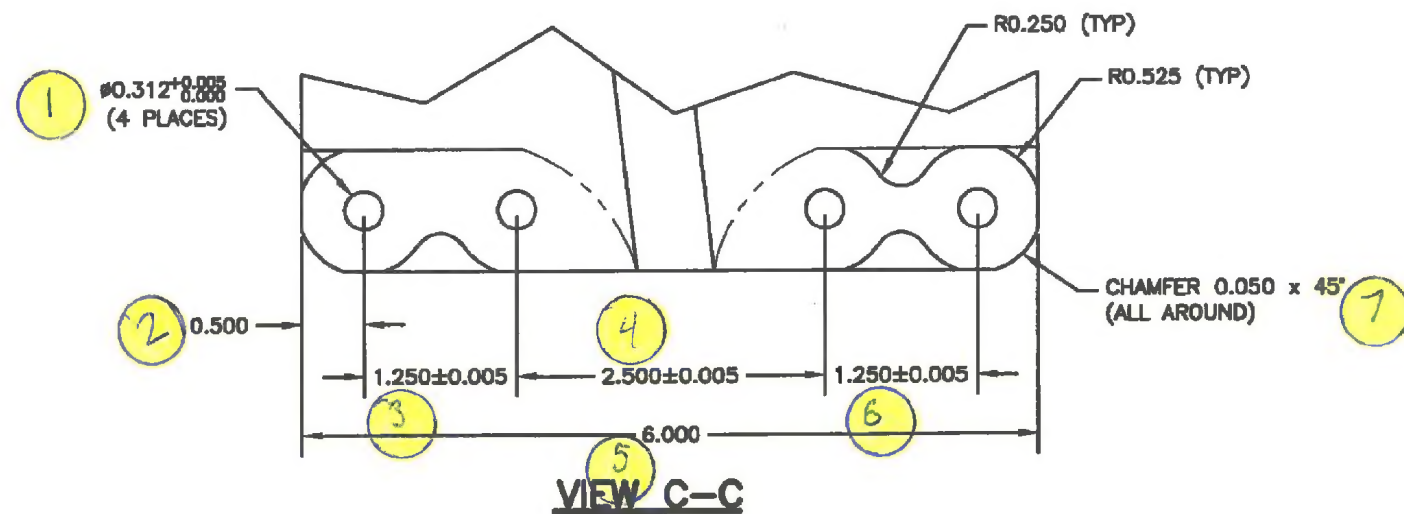 R0.250 (TYP)
R0.525 (TYP)
1
ø0.312+0.005
0.000
(4 PLACES)
CHAMFER 0.050 x 45°
(ALL AROUND)
7
2
0.500
4
1.250±0.005
2.500±0.005
1.250±0.005
3
6
6.000
5
VIEW C-C